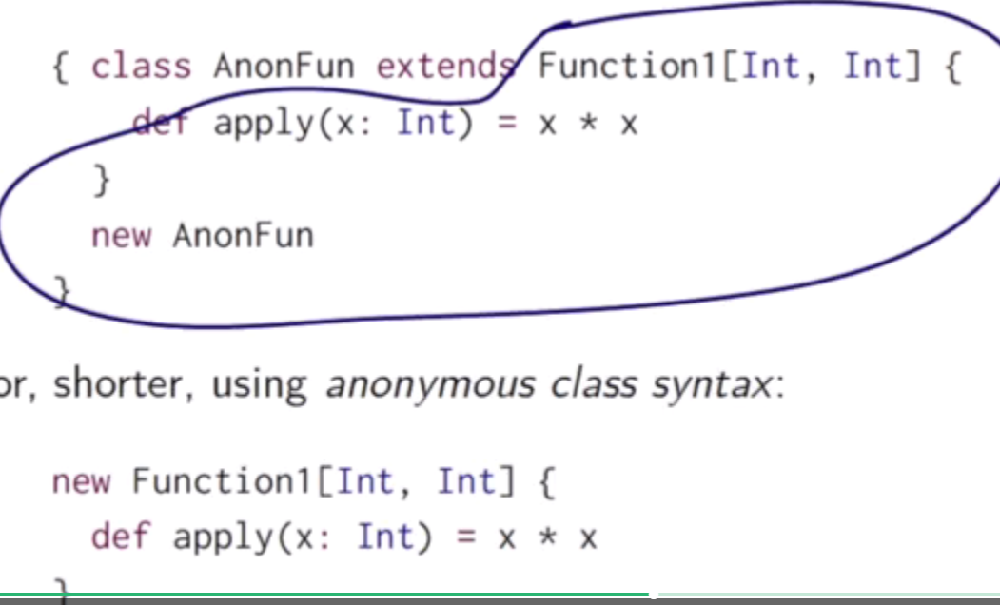 { class AnonFun extends Function1[Int, Int] {
def apply(x: Int) = x * x
}
new AnonFun
}
or, shorter, using anonymous class syntax:
new Function1[Int, Int] {
def apply(x: Int) = x * x
}